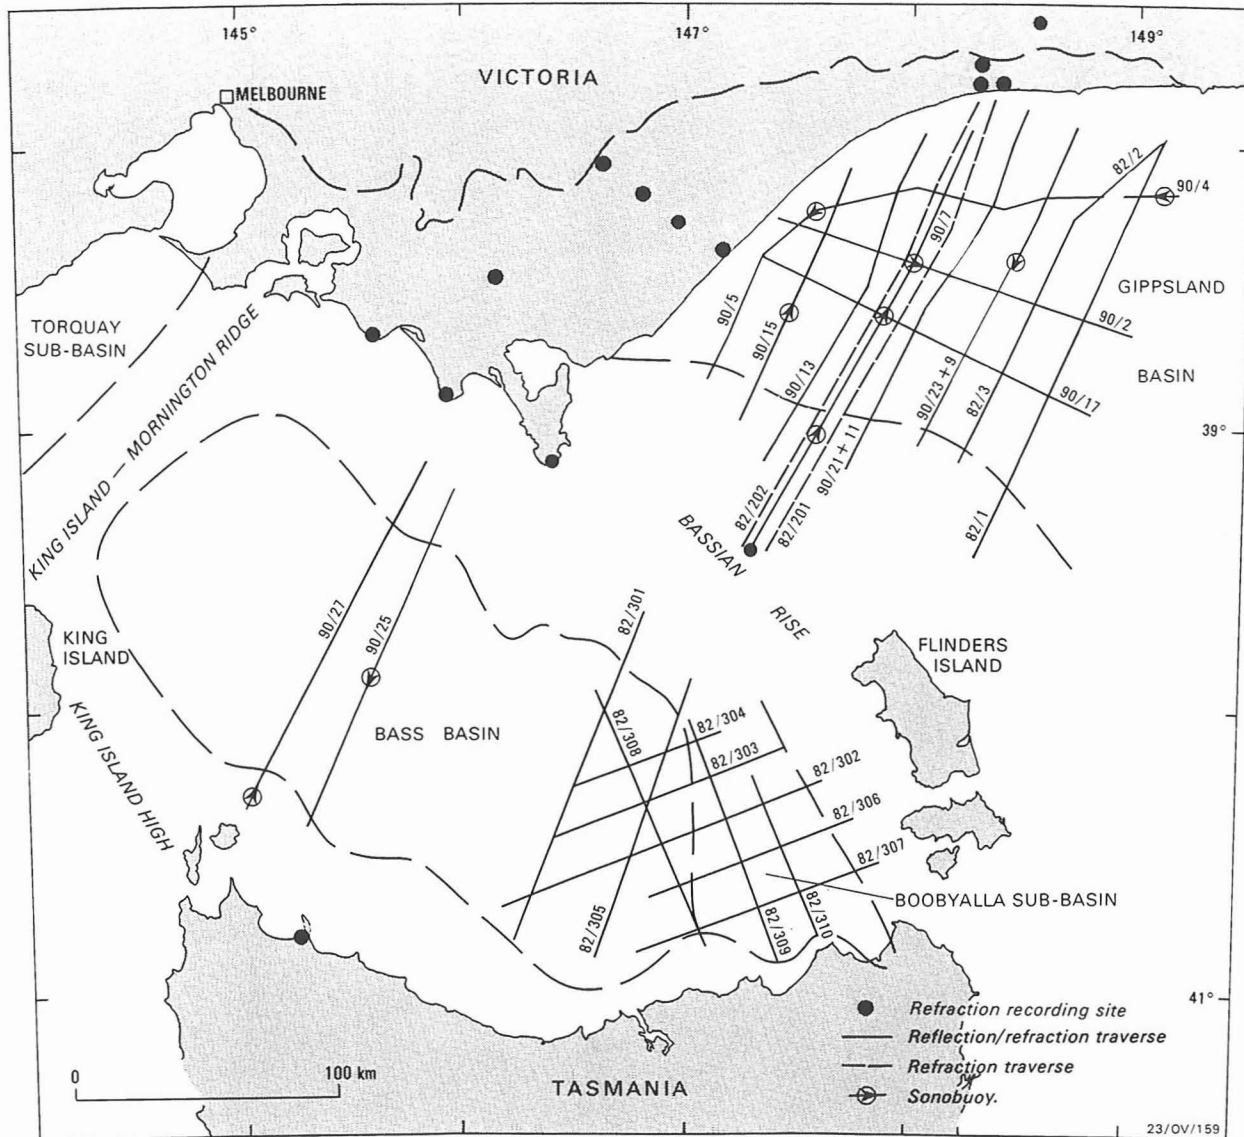 145°
147°
149°
VICTORIA
MELBOURNE
82/2
90/4
90/7
TORQUAY
SUB-BASIN
KING ISLAND - MORNINGTON RIDGE
90/5
90/15
90/13
GIPPSLAND
BASIN
90/2
90/17
90/23 + 9
82/3
39°
82/202
82/201
90/21 + 11
82/1
BASSIAN
RISE
90/27
90/25
82/301
KING
ISLAND
FLINDERS
ISLAND
KING ISLAND HIGH
BASS BASIN
82/308
82/304
82/303
82/302
82/306
82/307
BOOBYALLA SUB-BASIN
82/305
82/309
82/310
41°
Refraction recording site
Reflection/refraction traverse
Refraction traverse
Sonobuoy.
0
100 km
TASMANIA
23/OV/159